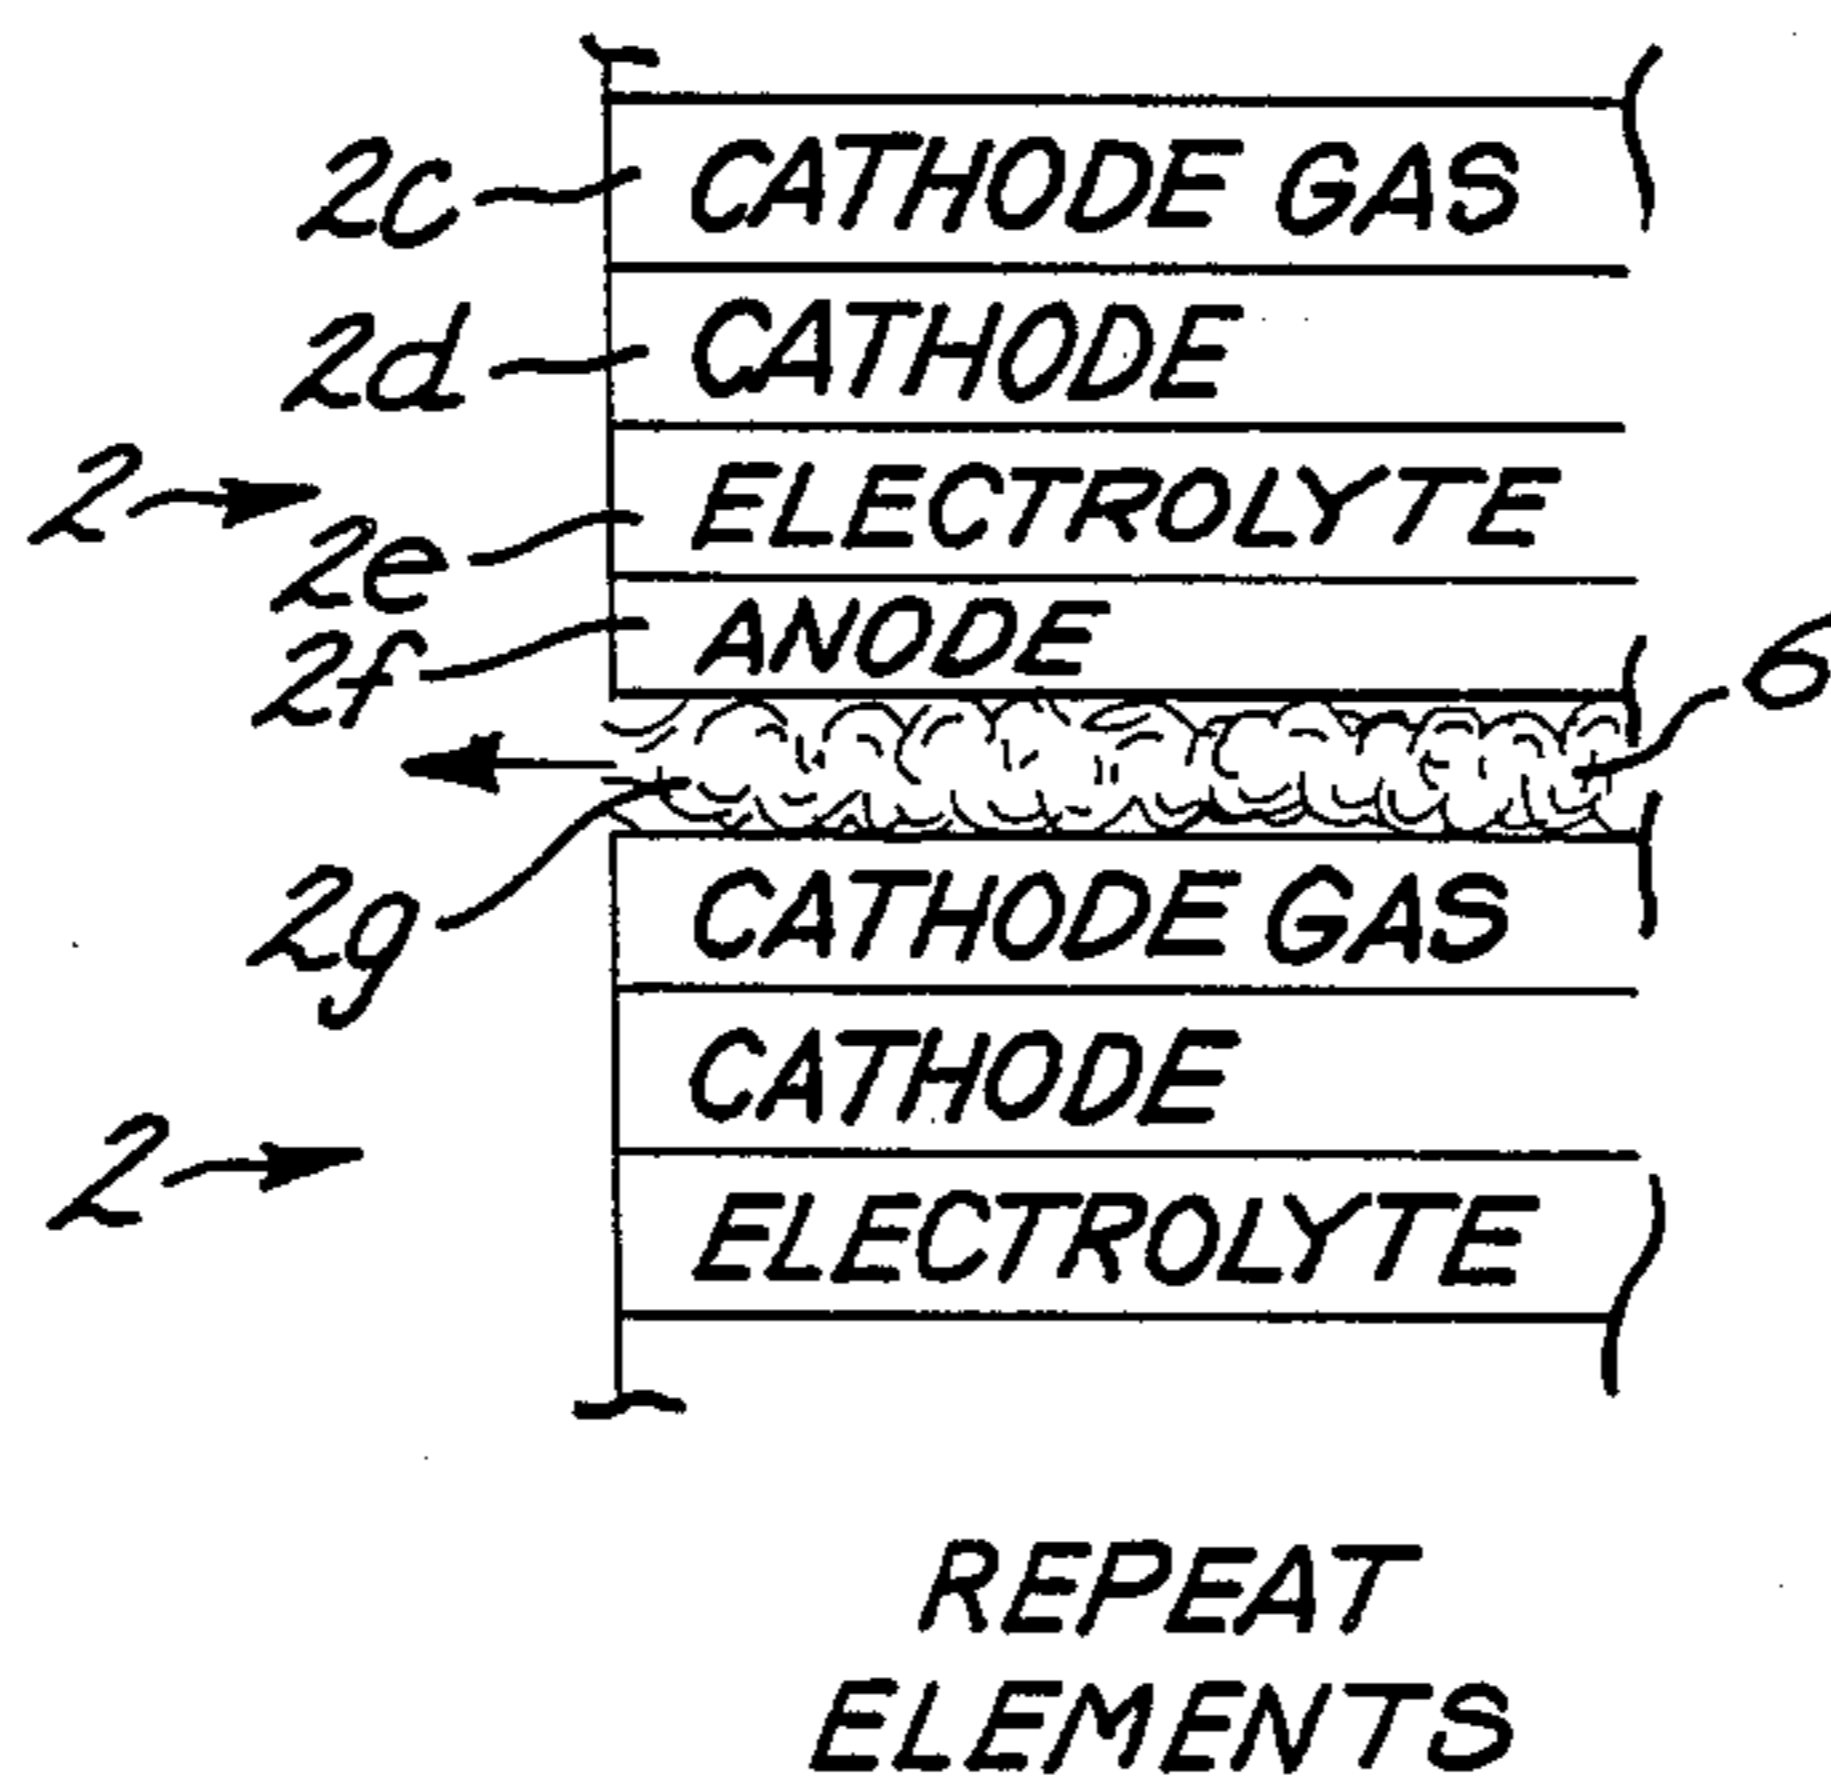 2c CATHODE GAS
2d CATHODE
2
2e ELECTROLYTE
2f ANODE
6
2g
CATHODE GAS
CATHODE
2
ELECTROLYTE
REPEAT
ELEMENTS